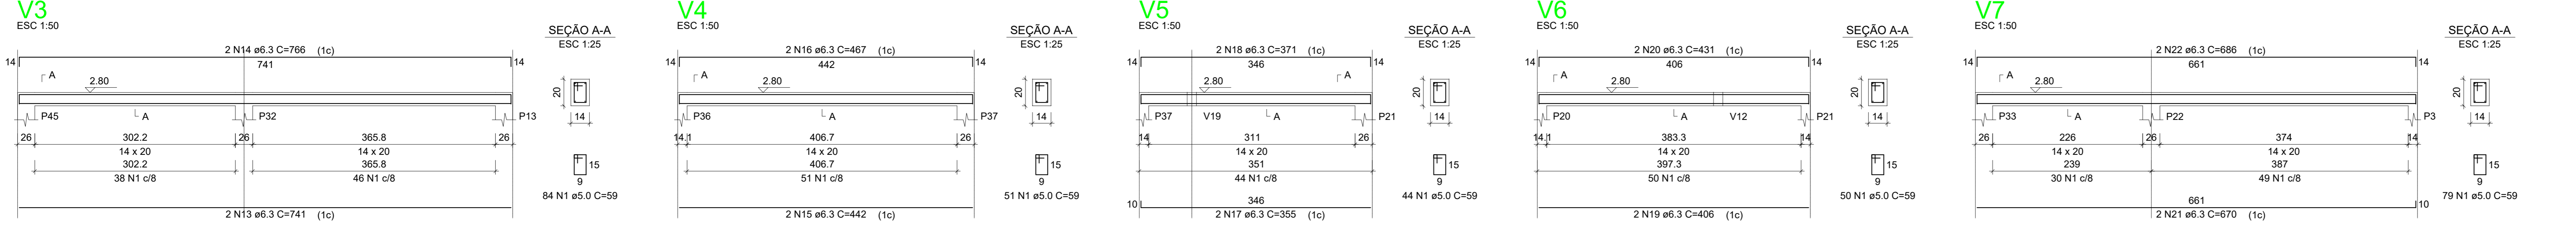 V3
ESC 1:50
SEÇÃO A-A
ESC 1:25
2 N14 ø6.3 C=766 (1c)
14 741 14
A
2.80
20
P45 A P32 P13
14
26 302.2 26 365.8 26
14 x 20 14 x 20
302.2 365.8
15
38 N1 c/8 46 N1 c/8
9
84 N1 ø5.0 C=59
2 N13 ø6.3 C=741 (1c)
V4
ESC 1:50
SEÇÃO A-A
ESC 1:25
2 N16 ø6.3 C=467 (1c)
14 442 14
A
2.80
20
P36 A P37
14
14.1 406.7 26
14 x 20
406.7
15
51 N1 c/8
9
51 N1 ø5.0 C=59
2 N15 ø6.3 C=442 (1c)
V5
ESC 1:50
SEÇÃO A-A
ESC 1:25
2 N18 ø6.3 C=371 (1c)
14 346 14
A A
2.80
20
P37 V19 A P21
14
14 311 26
14 x 20
351
15
44 N1 c/8
9
44 N1 ø5.0 C=59
10 346
2 N17 ø6.3 C=355 (1c)
V6
ESC 1:50
SEÇÃO A-A
ESC 1:25
2 N20 ø6.3 C=431 (1c)
14 406 14
A
2.80
20
P20 A V12 P21
14
14.1 383.3 14
14 x 20
397.3
15
50 N1 c/8
9
50 N1 ø5.0 C=59
2 N19 ø6.3 C=406 (1c)
V7
ESC 1:50
SEÇÃO A-A
ESC 1:25
2 N22 ø6.3 C=686 (1c)
14 661 14
A
2.80
20
P33 A P22 P3
14
26 226 26 374 14
14 x 20 14 x 20
239 387
15
30 N1 c/8 49 N1 c/8
9
79 N1 ø5.0 C=59
661 10
2 N21 ø6.3 C=670 (1c)